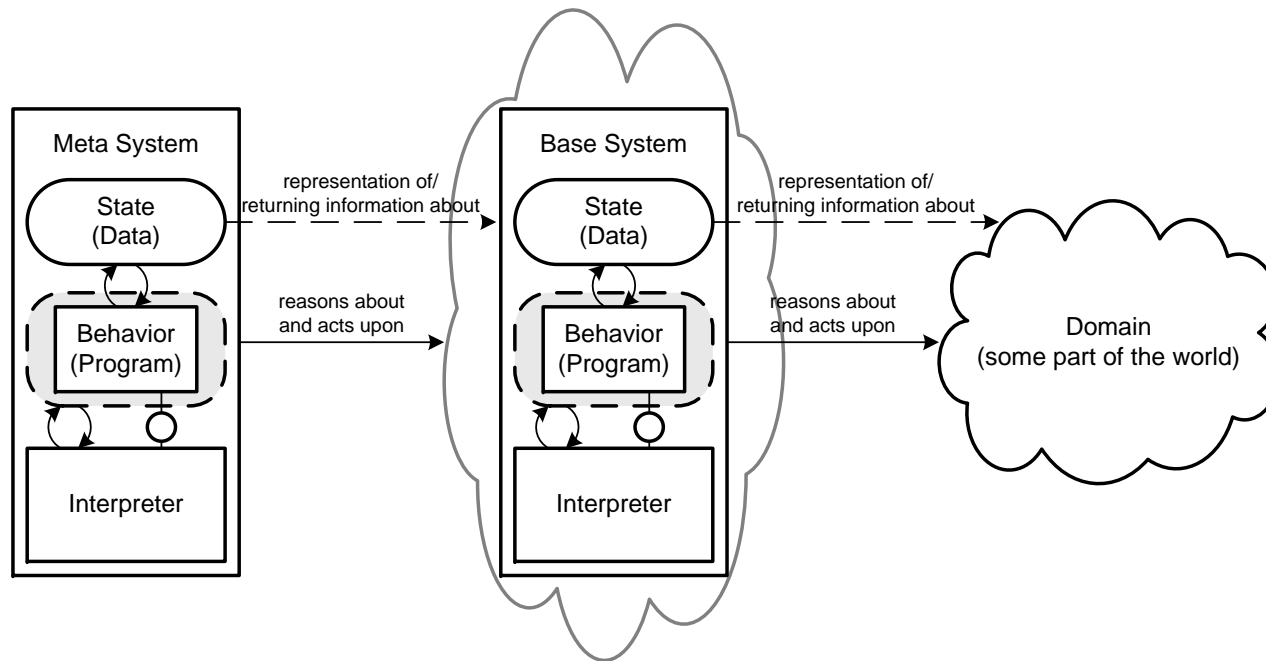 Meta System
State
(Data)
Behavior
(Program)
Interpreter
representation of/
returning information about
reasons about
and acts upon
Base System
State
(Data)
Behavior
(Program)
Interpreter
representation of/
returning information about
reasons about
and acts upon
Domain
(some part of the world)